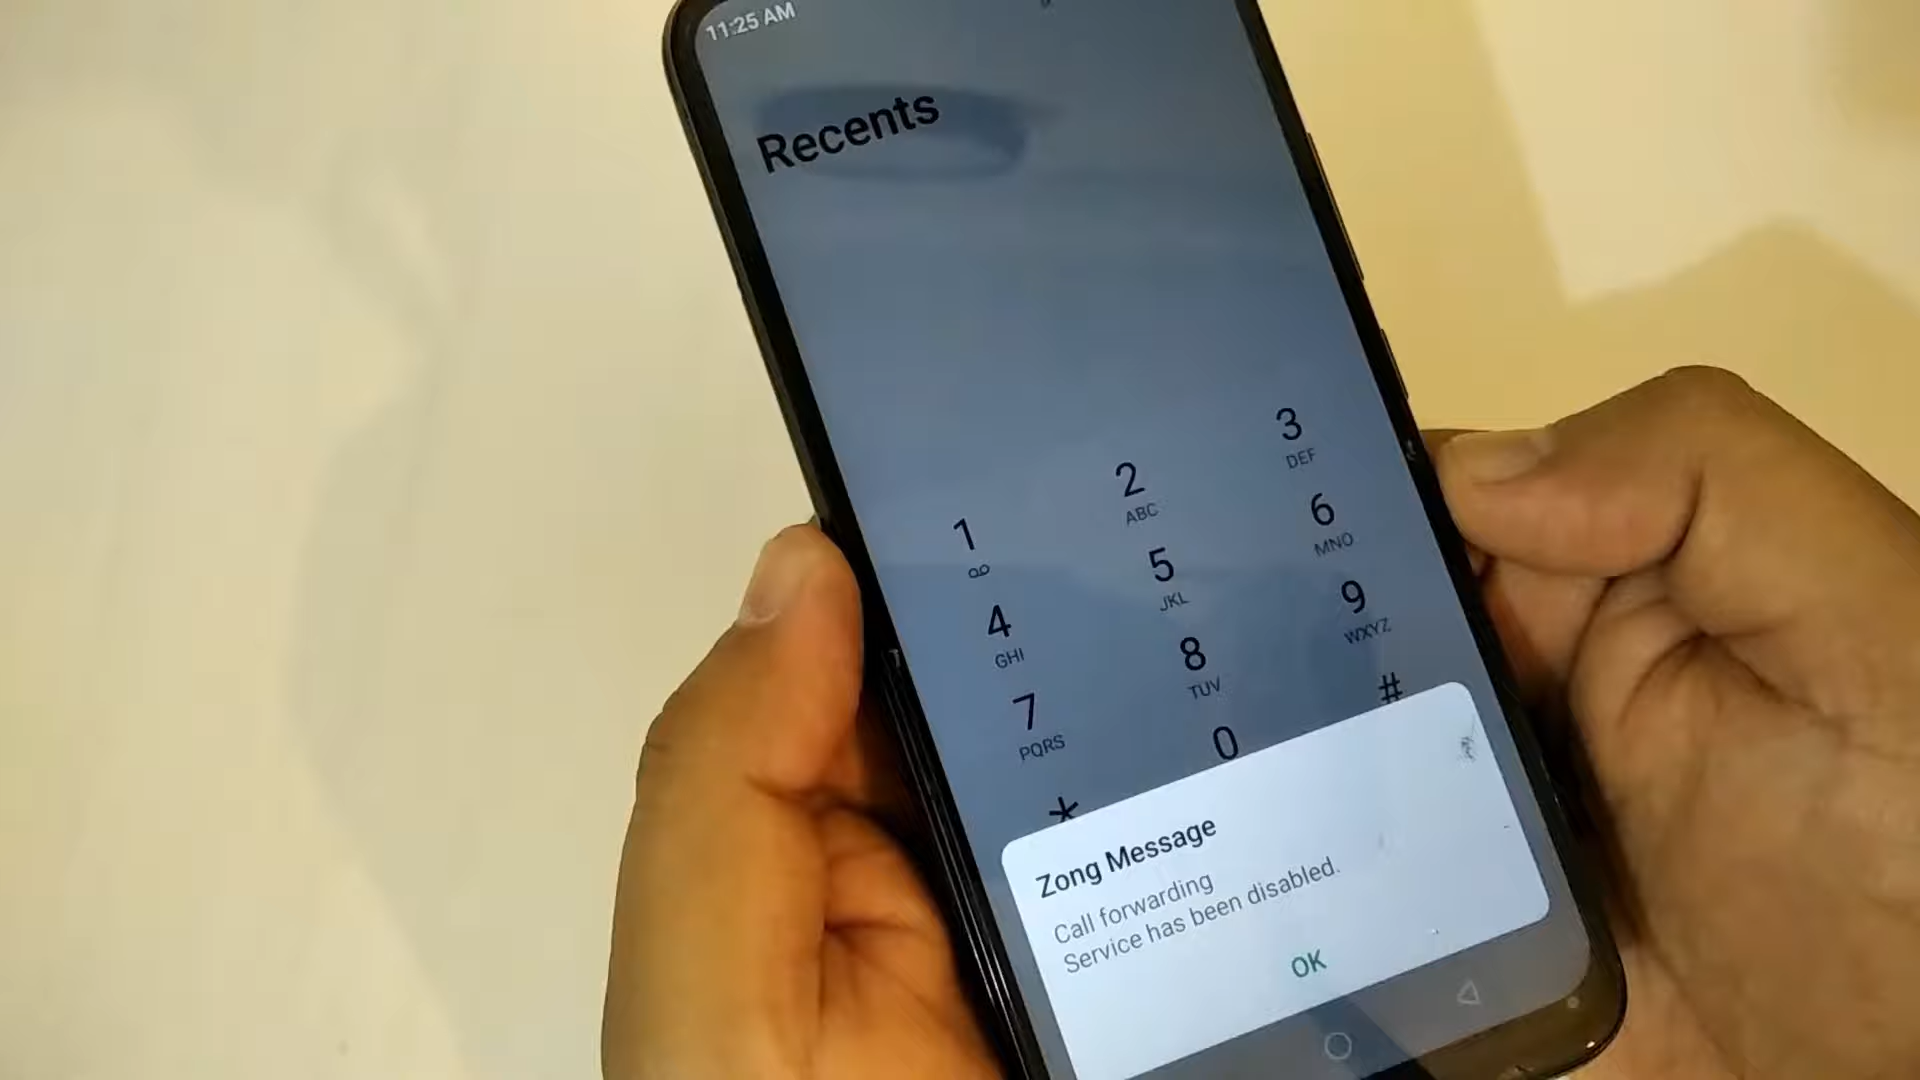 11:25 AM
Recents
1
2
ABC
3
DEF
4
GHI
5
JKL
6
MNO
7
PQRS
8
TUV
9
WXYZ
*
0
#
Zong Message
Call forwarding
Service has been disabled.
OK